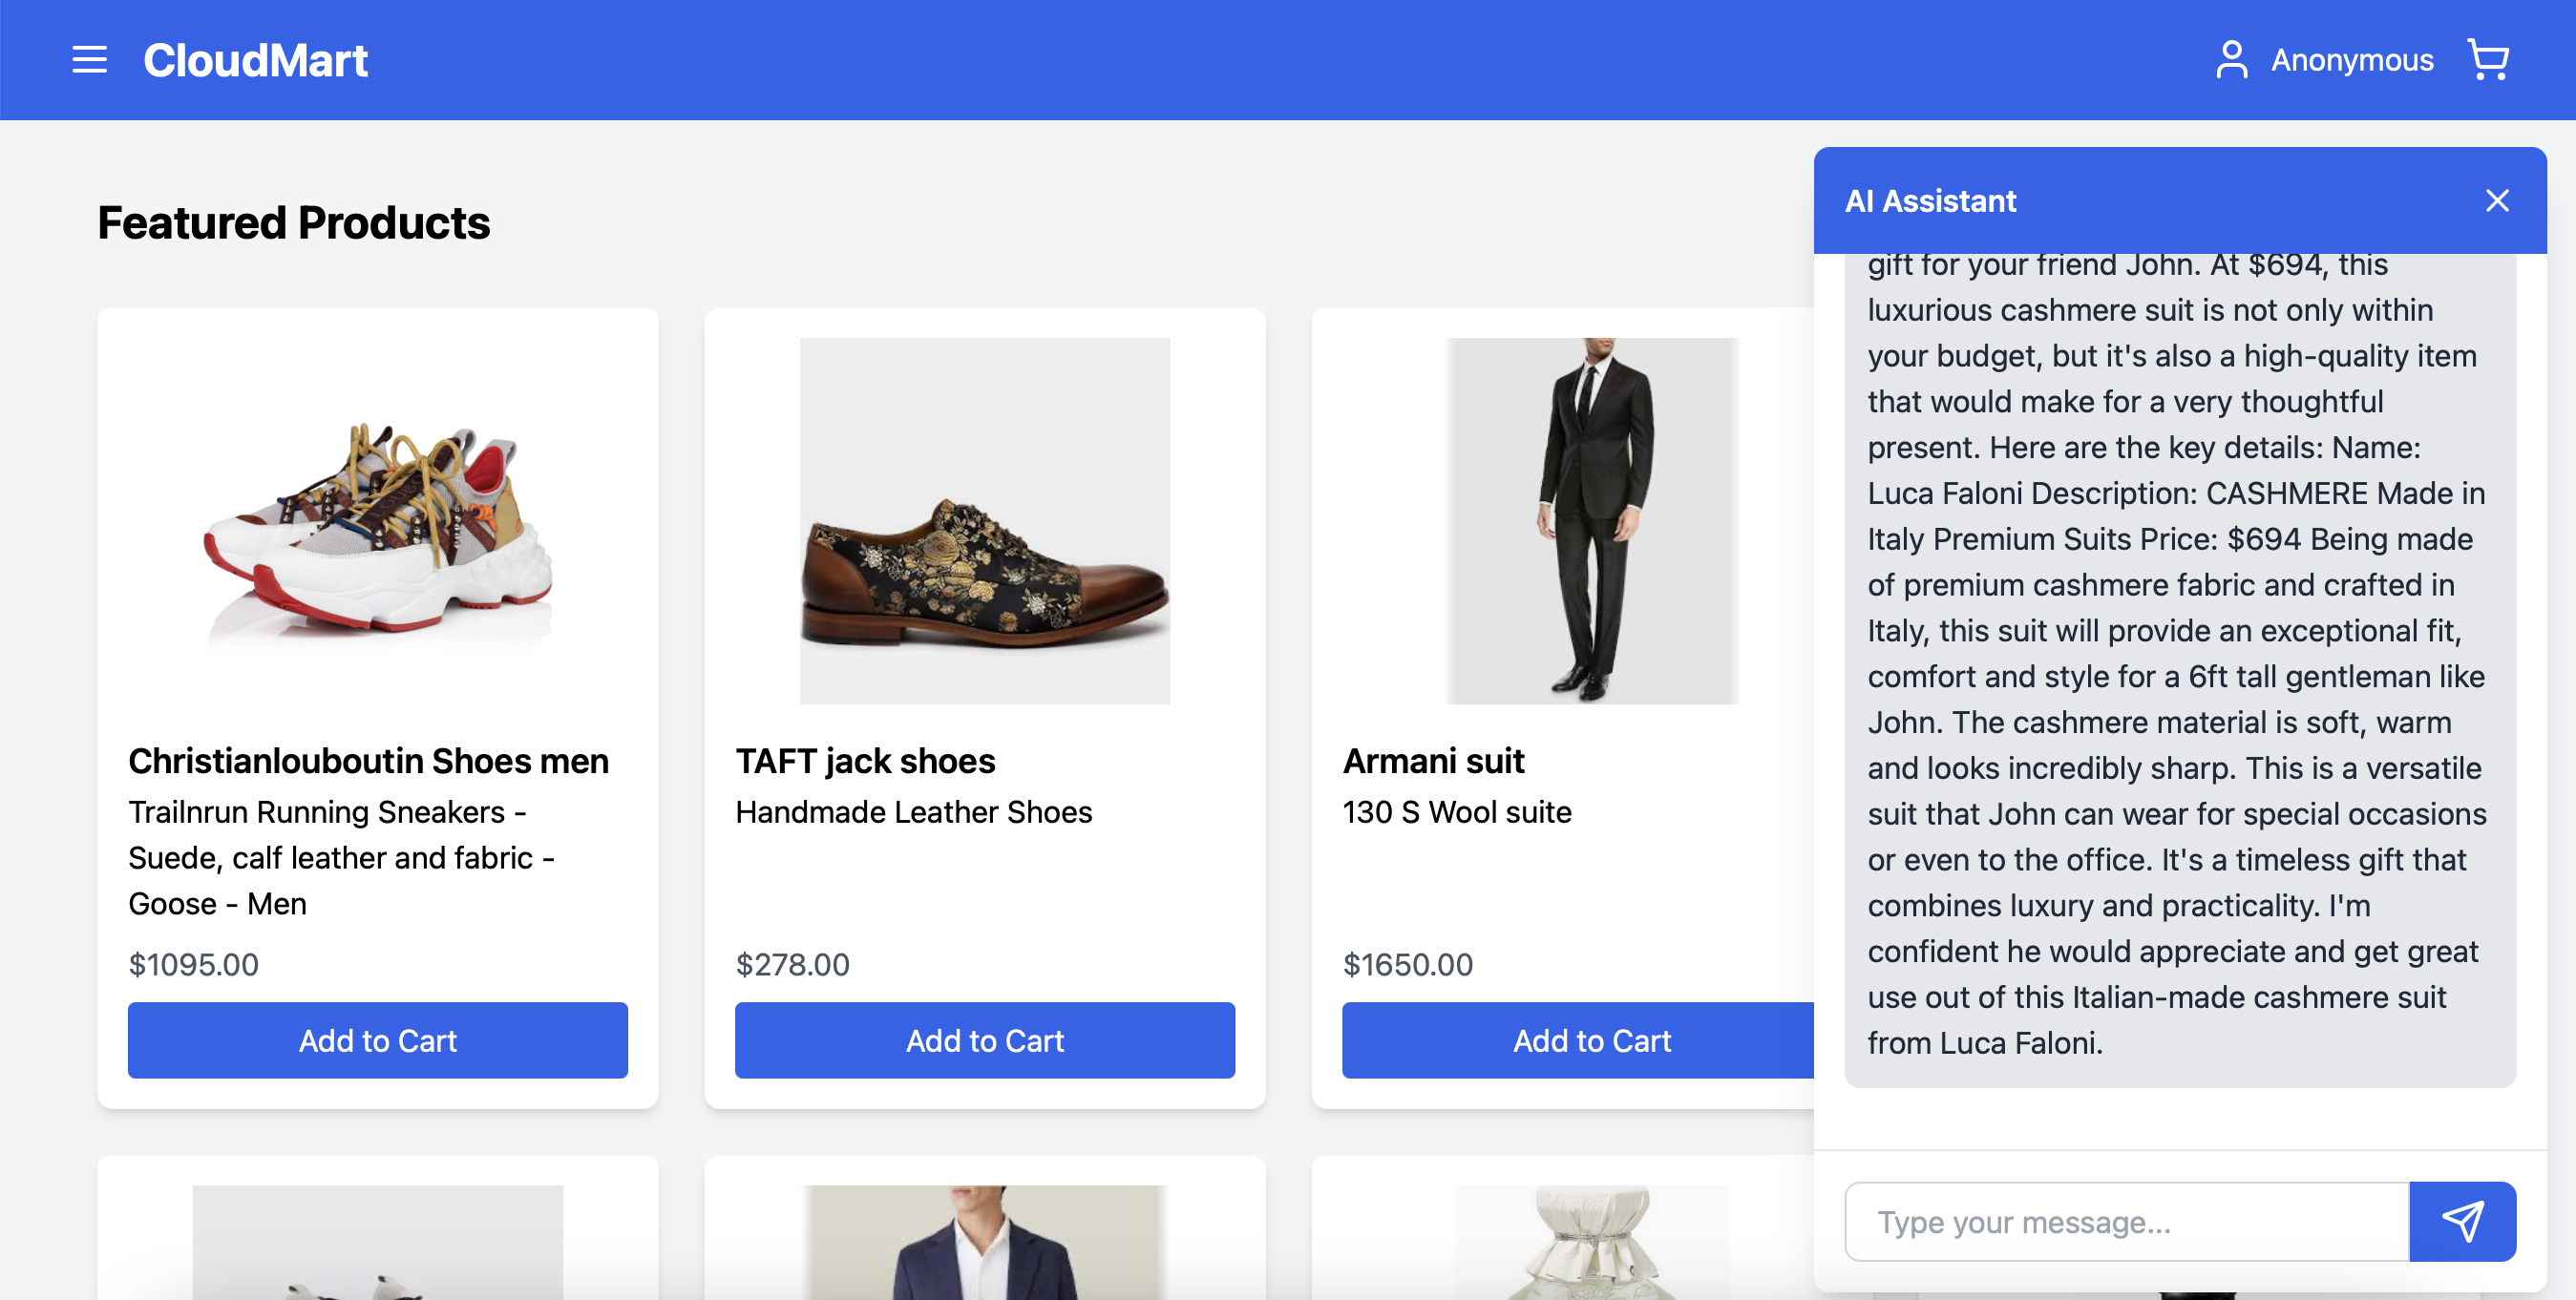 CloudMart
Anonymous
Featured Products
Christianlouboutin Shoes men
Trailnrun Running Sneakers -
Suede, calf leather and fabric -
Goose - Men
$1095.00
Add to Cart
TAFT jack shoes
Handmade Leather Shoes
$278.00
Add to Cart
Armani suit
130 S Wool suite
$1650.00
Add to Cart
AI Assistant
gift for your friend John. At $694, this
luxurious cashmere suit is not only within
your budget, but it's also a high-quality item
that would make for a very thoughtful
present. Here are the key details: Name:
Luca Faloni Description: CASHMERE Made in
Italy Premium Suits Price: $694 Being made
of premium cashmere fabric and crafted in
Italy, this suit will provide an exceptional fit,
comfort and style for a 6ft tall gentleman like
John. The cashmere material is soft, warm
and looks incredibly sharp. This is a versatile
suit that John can wear for special occasions
or even to the office. It's a timeless gift that
combines luxury and practicality. I'm
confident he would appreciate and get great
use out of this Italian-made cashmere suit
from Luca Faloni.
Type your message...